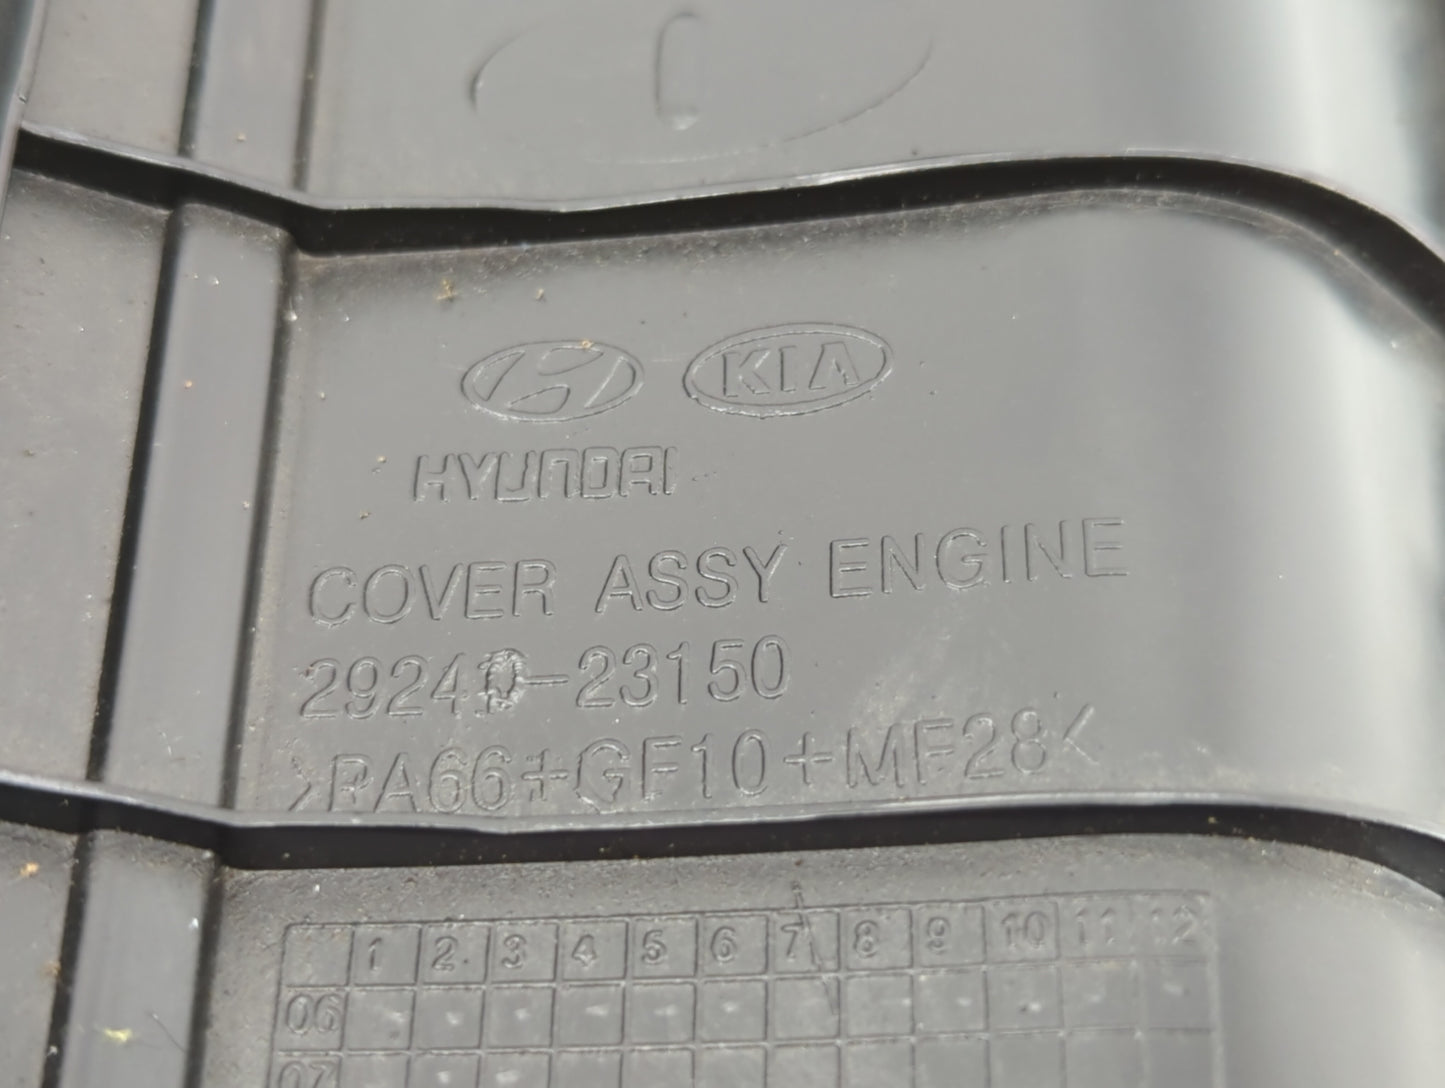 KIA
HYUNDAI
COVER ASSY ENGINE
29240-23150
>PA66+GF10+MF28<
1 2 3 4 5 6 7 8 9 10 11 12
06
07